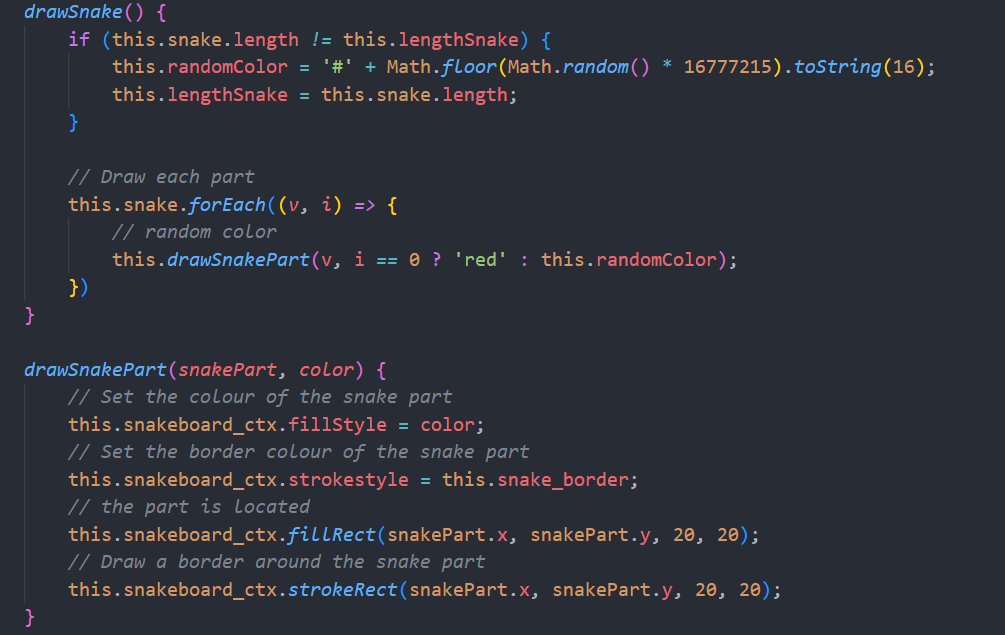 drawSnake() {
    if (this.snake.length != this.lengthSnake) {
        this.randomColor = '#' + Math.floor(Math.random() * 16777215).toString(16);
        this.lengthSnake = this.snake.length;
    }

    // Draw each part
    this.snake.forEach((v, i) => {
        // random color
        this.drawSnakePart(v, i == 0 ? 'red' : this.randomColor);
    })
}

drawSnakePart(snakePart, color) {
    // Set the colour of the snake part
    this.snakeboard_ctx.fillStyle = color;
    // Set the border colour of the snake part
    this.snakeboard_ctx.strokestyle = this.snake_border;
    // the part is located
    this.snakeboard_ctx.fillRect(snakePart.x, snakePart.y, 20, 20);
    // Draw a border around the snake part
    this.snakeboard_ctx.strokeRect(snakePart.x, snakePart.y, 20, 20);
}